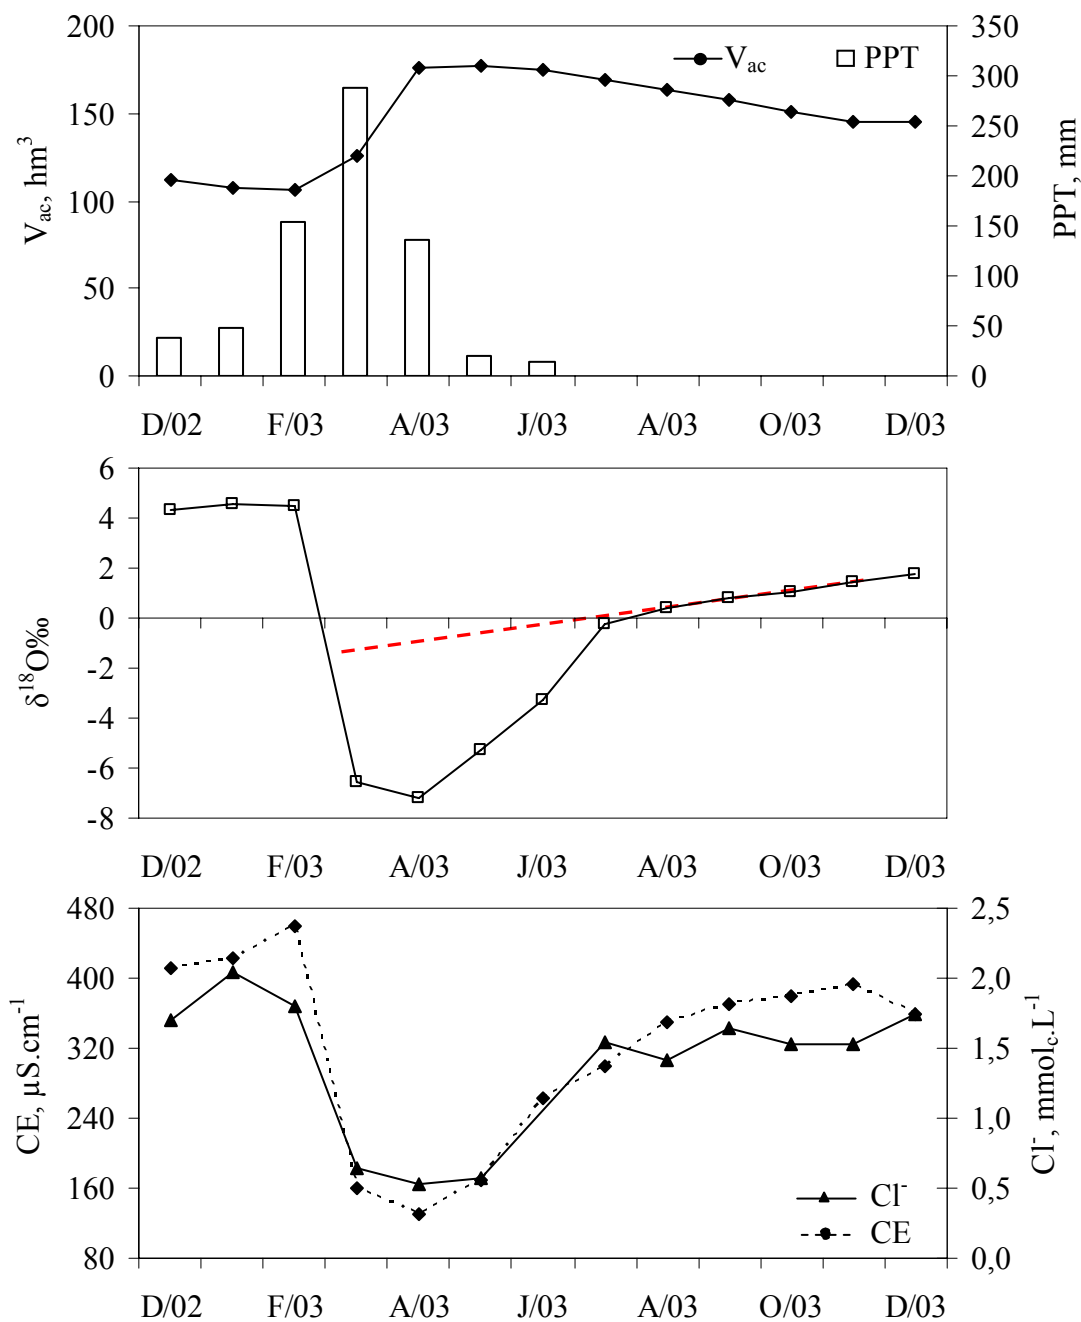 200 350
V_ac PPT
300
150 250
V_ac, hm³ 100 200 PPT, mm
150
50 100
50
0 0
D/02 F/03 A/03 J/03 A/03 O/03 D/03
6
4
2
0
δ¹⁸O‰
-2
-4
-6
-8
D/02 F/03 A/03 J/03 A/03 O/03 D/03
480 2,5
400 2,0
CE, µS.cm⁻¹ 320 1,5 Cl⁻, mmol_c.L⁻¹
240 1,0
160 0,5
Cl⁻
CE
80 0,0
D/02 F/03 A/03 J/03 A/03 O/03 D/03